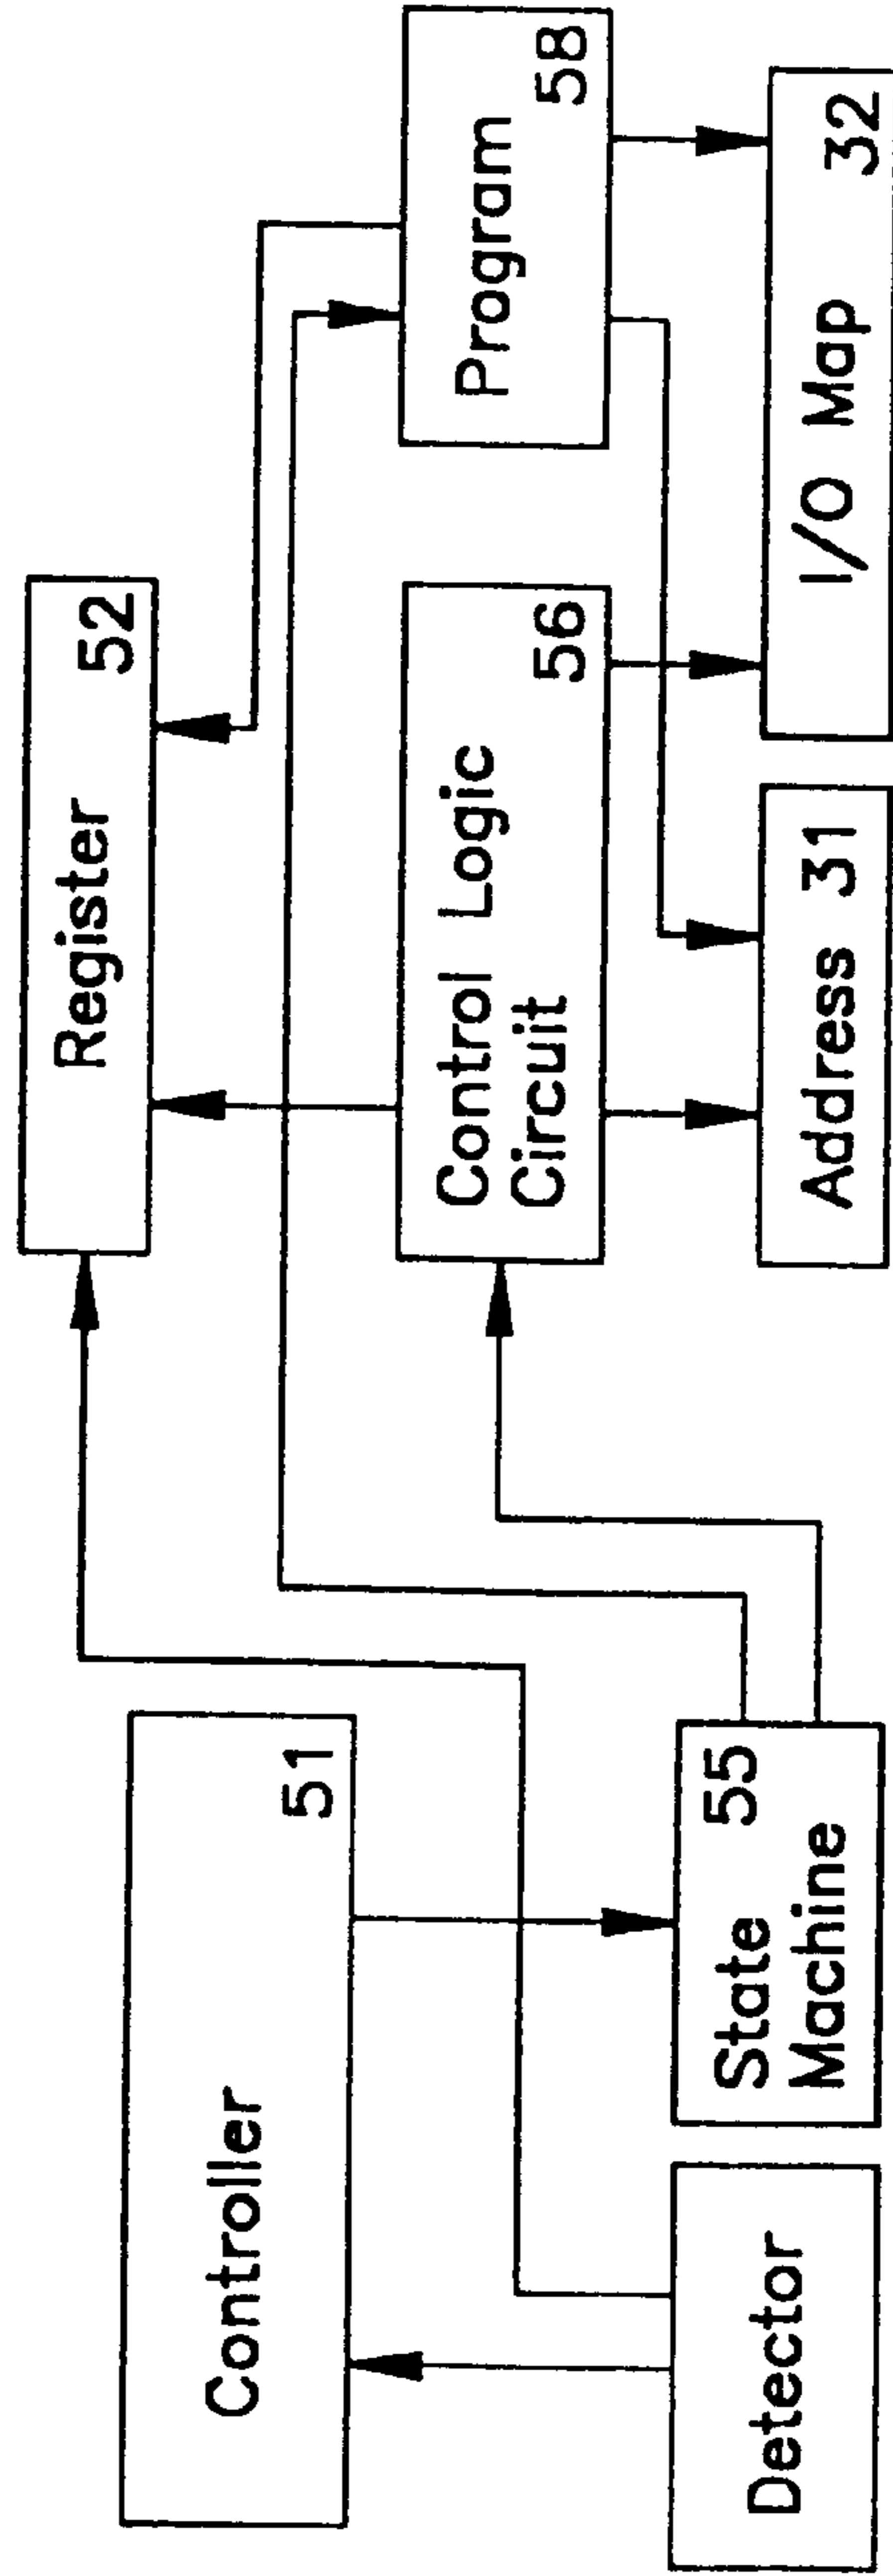 Controller
51
Register 52
Detector
State 55
Machine
Control Logic
Circuit
56
Program
58
Address 31
I/O Map 32